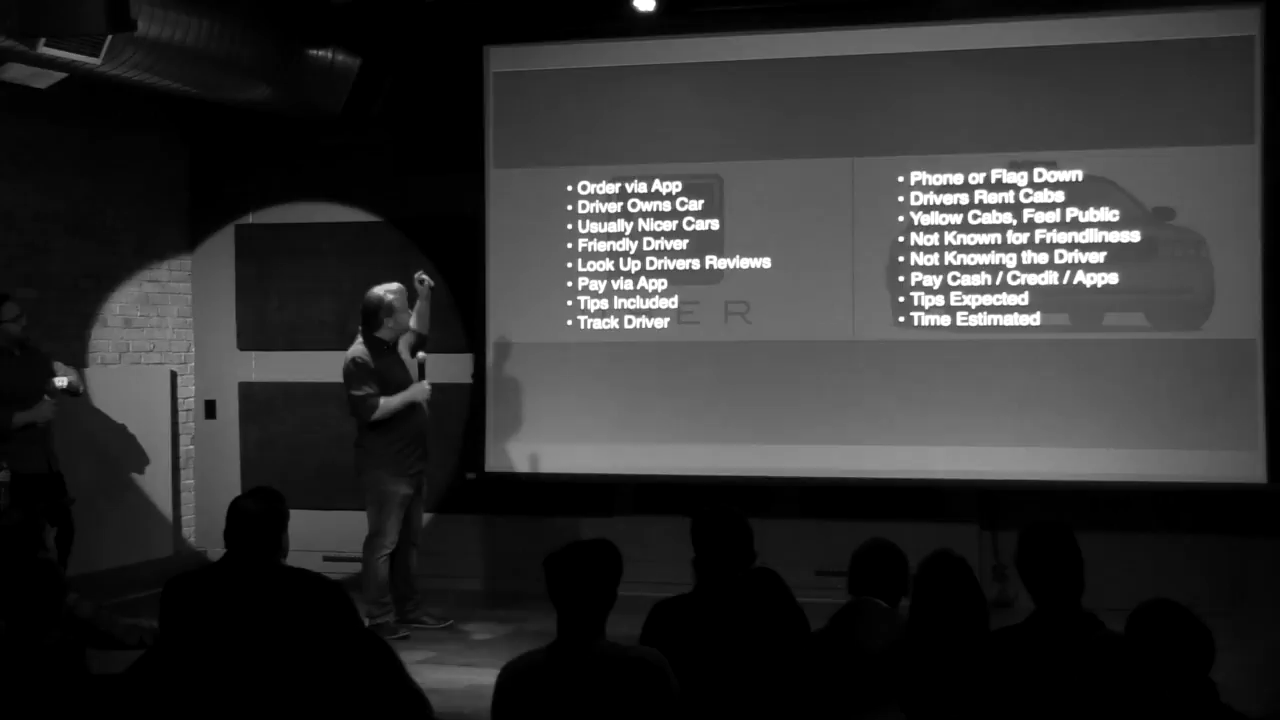 • Order via App
• Driver Owns Car
• Usually Nicer Cars
• Friendly Driver
• Look Up Drivers Reviews
• Pay via App
• Tips Included
• Track Driver
ER
• Phone or Flag Down
• Drivers Rent Cabs
• Yellow Cabs, Feel Public
• Not Known for Friendliness
• Not Knowing the Driver
• Pay Cash / Credit / Apps
• Tips Expected
• Time Estimated